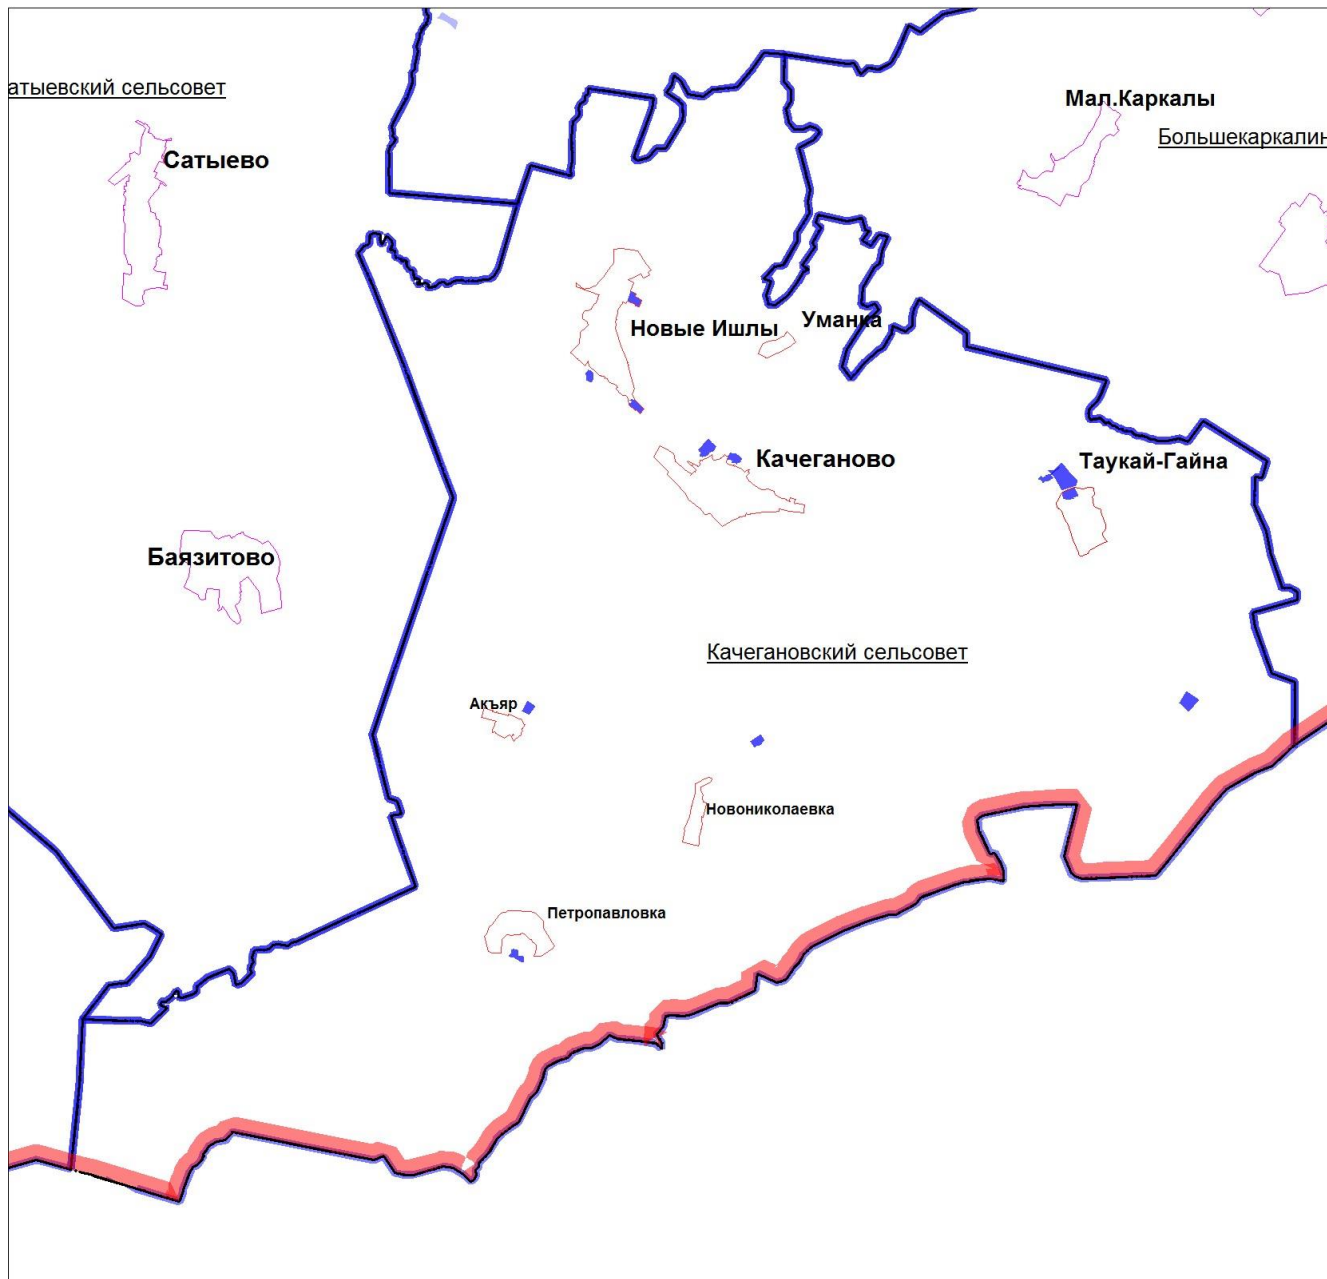 атыевский сельсовет
Мал.Каркалы
Большекаркалин
Сатыево
Новые Ишлы
Уманка
Качеганово
Таукай-Гайна
Баязитово
Качегановский сельсовет
Акъяр
Новониколаевка
Петропавловка